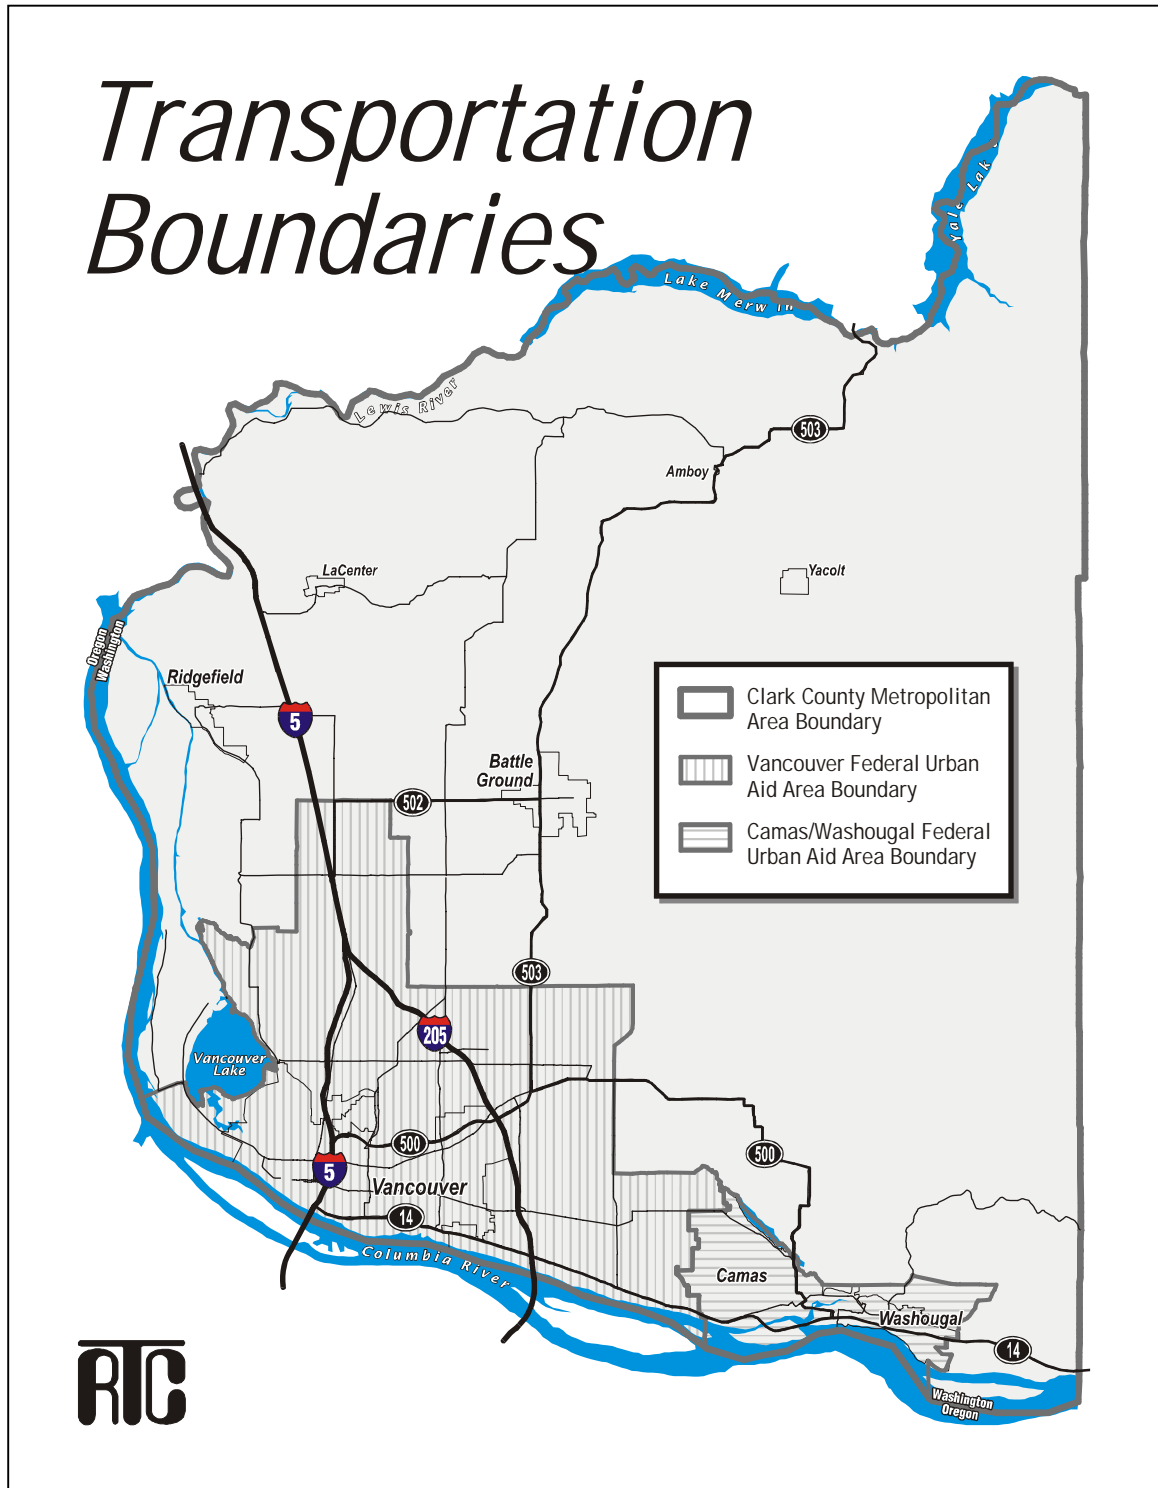 Transportation
Boundaries
Yale Lake
Lake Merwin
Lewis River
503
Amboy
LaCenter
Yacolt
Oregon
Washington
Ridgefield
5
Clark County Metropolitan
Area Boundary
Vancouver Federal Urban
Aid Area Boundary
Camas/Washougal Federal
Urban Aid Area Boundary
Battle
Ground
502
503
205
Vancouver
Lake
500
500
5
Vancouver
14
Columbia River
Camas
Washougal
14
Washington
Oregon
RTC